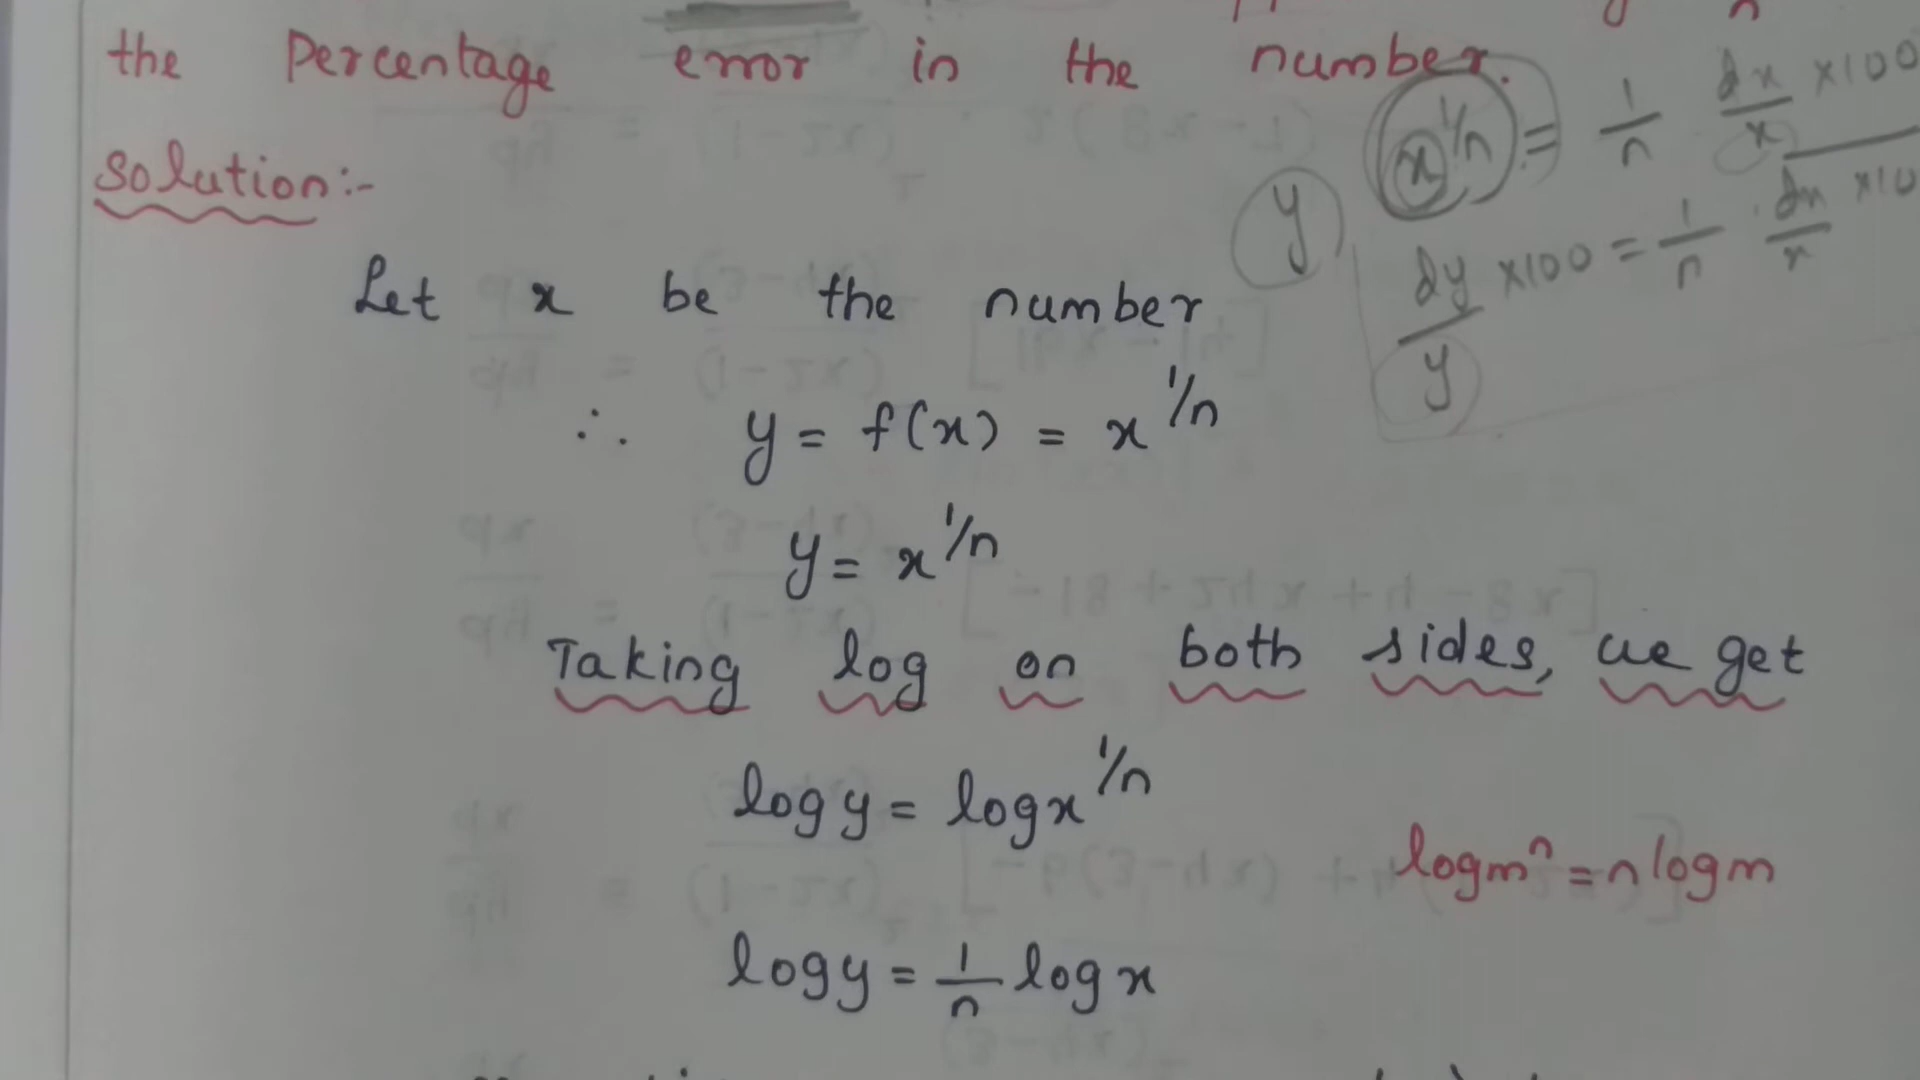 the Percentage error in the number.
Solution:-
x^1/n = 1/n dx/x ×100
y
dy/y ×100 = 1/n · dx/x ×10
Let x be the number
∴ y = f(x) = x^1/n
y = x^1/n
Taking log on both sides, we get
log y = log x^1/n
log m^n = n log m
log y = 1/n log x